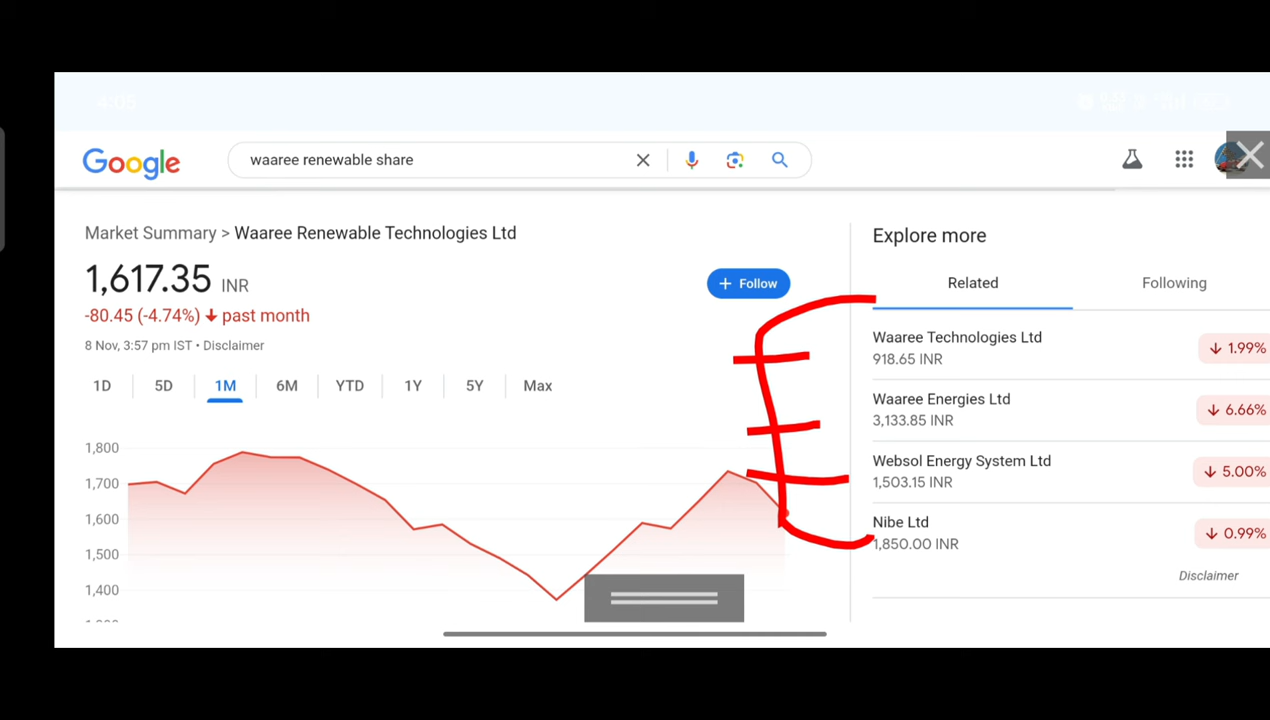 4:05
Google
waaree renewable share
Market Summary > Waaree Renewable Technologies Ltd
1,617.35 INR
+ Follow
-80.45 (-4.74%) ↓ past month
8 Nov, 3:57 pm IST • Disclaimer
1D 5D 1M 6M YTD 1Y 5Y Max
1,800
1,700
1,600
1,500
1,400
Explore more
Related Following
Waaree Technologies Ltd
918.65 INR
↓ 1.99%
Waaree Energies Ltd
3,133.85 INR
↓ 6.66%
Websol Energy System Ltd
1,503.15 INR
↓ 5.00%
Nibe Ltd
1,850.00 INR
↓ 0.99%
Disclaimer